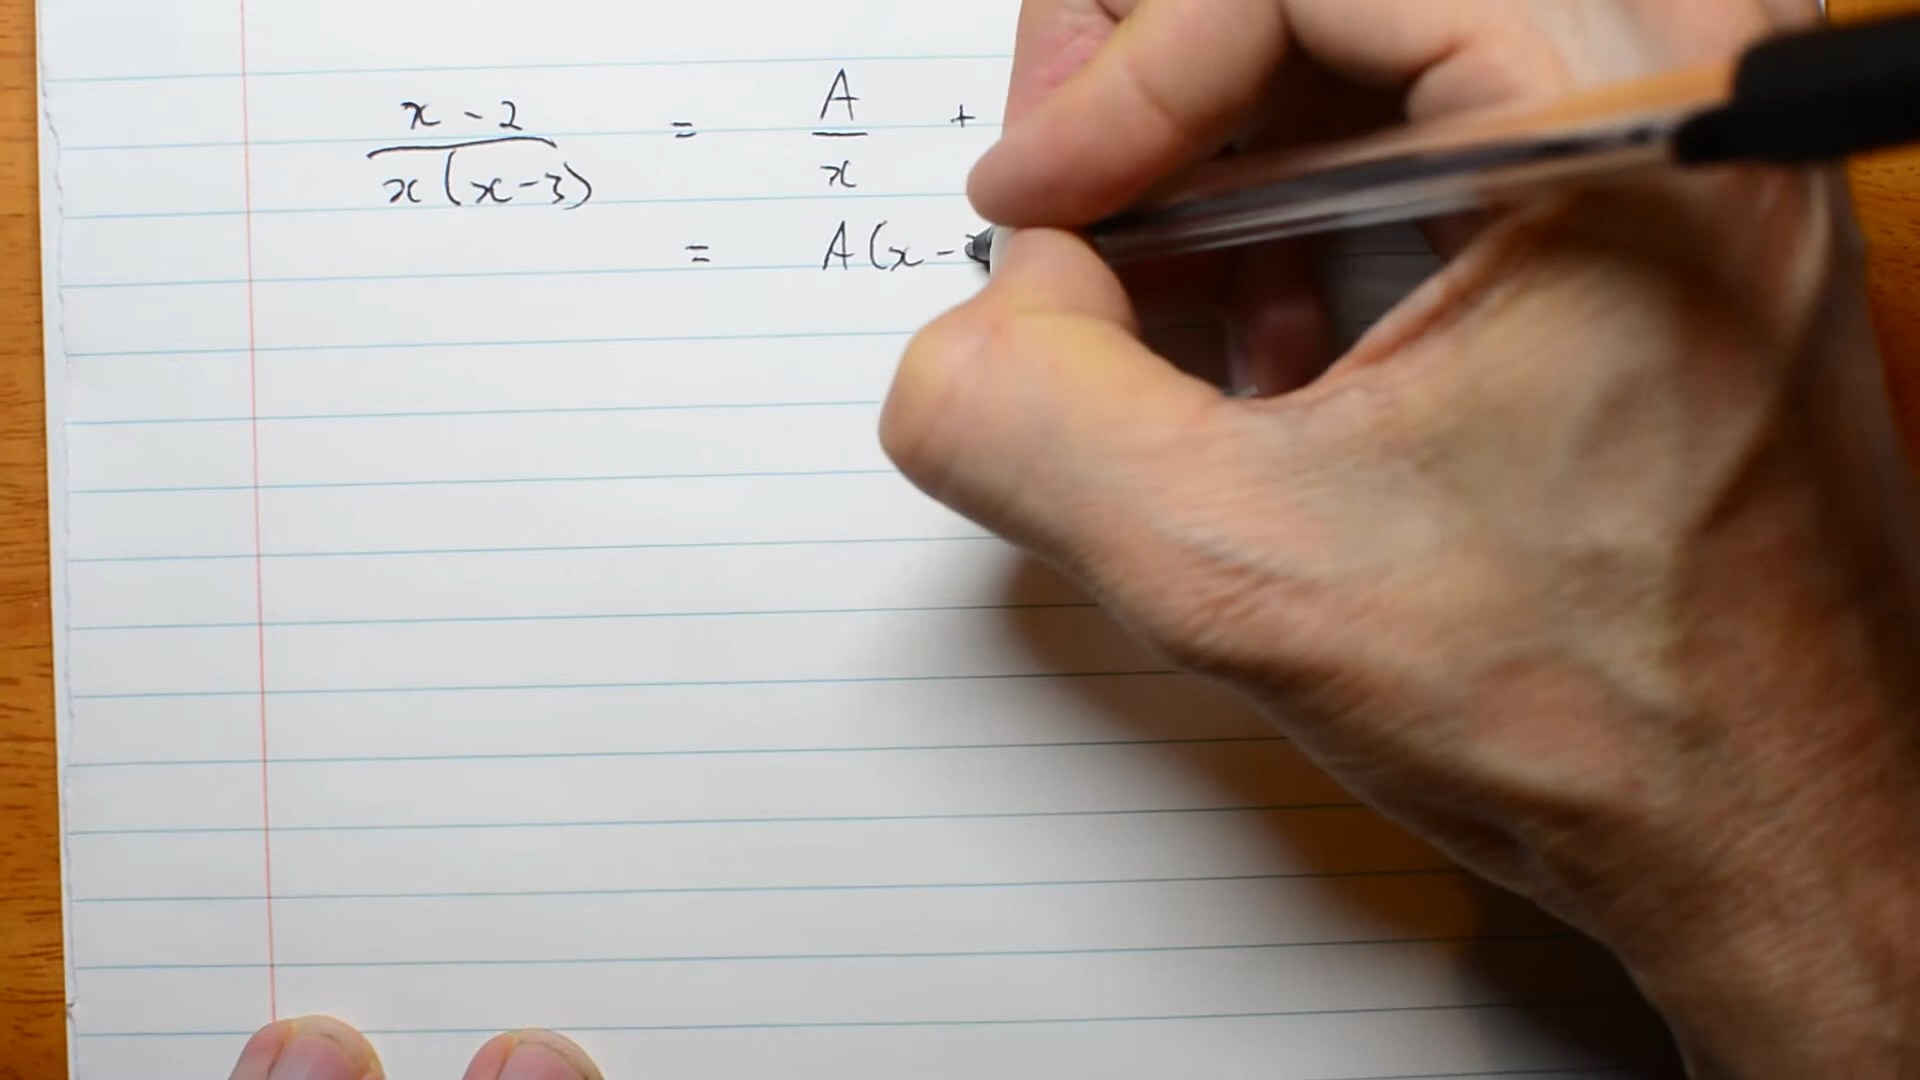 x - 2 = A +
x (x-3) x
= A (x -